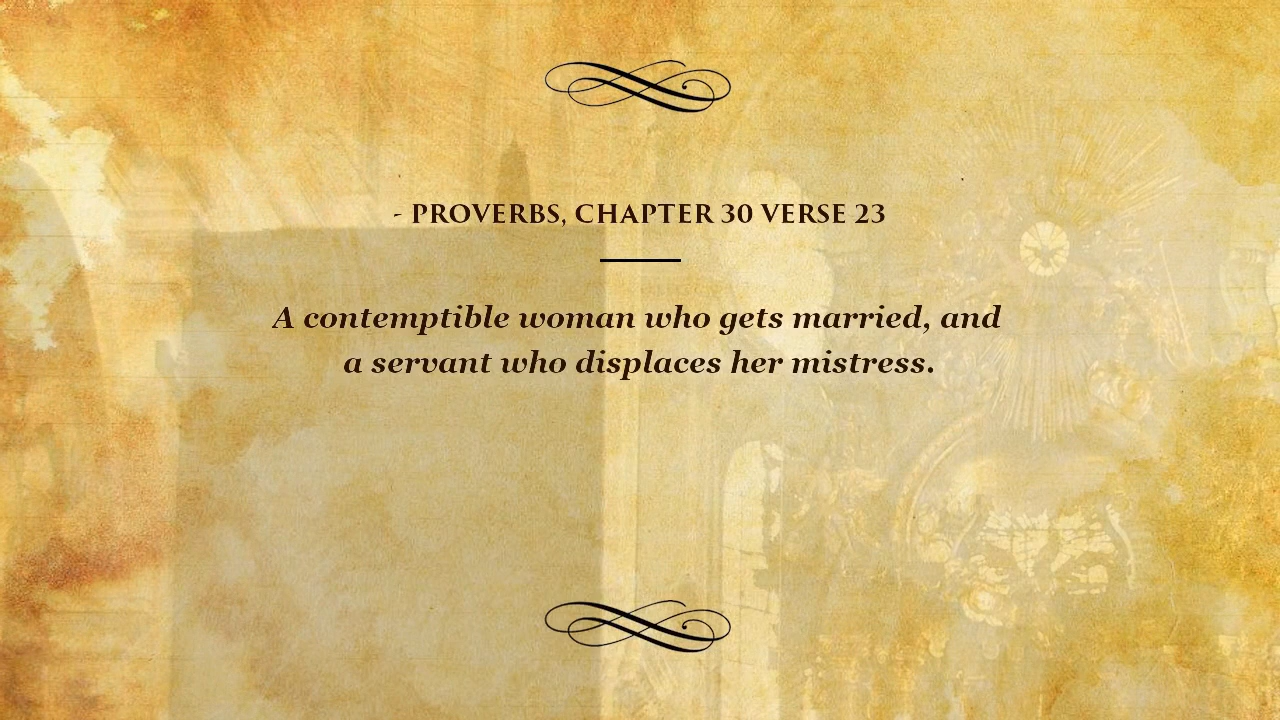 - PROVERBS, CHAPTER 30 VERSE 23
A contemptible woman who gets married, and
a servant who displaces her mistress.